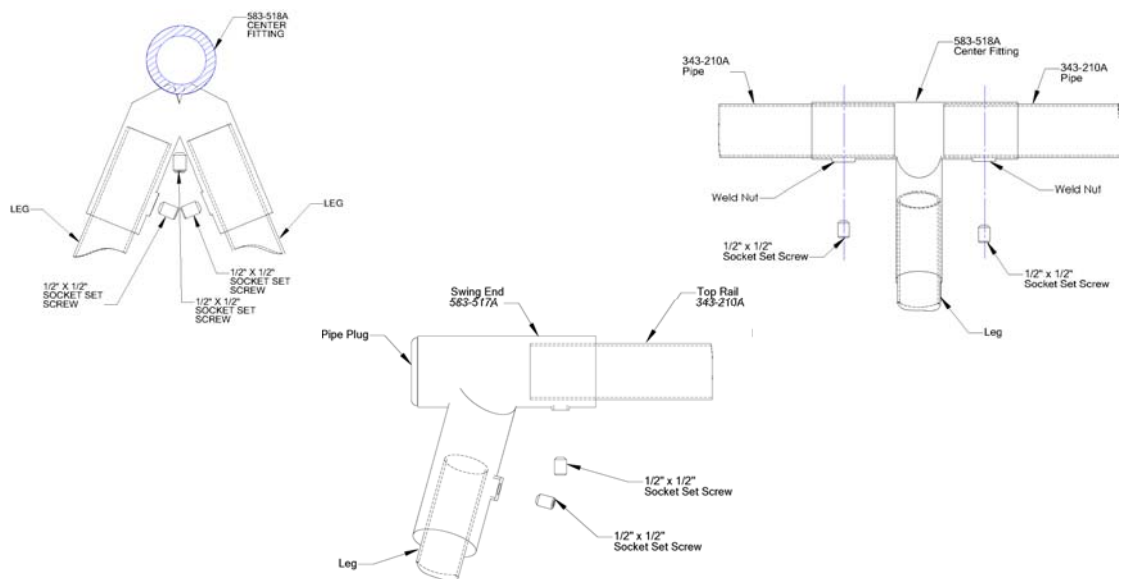 583-518A
CENTER
FITTING
LEG
LEG
1/2" X 1/2"
SOCKET SET
SCREW
1/2" X 1/2"
SOCKET SET
SCREW
1/2" X 1/2"
SOCKET SET
SCREW
583-518A
Center Fitting
343-210A
Pipe
343-210A
Pipe
Weld Nut
Weld Nut
1/2" x 1/2"
Socket Set Screw
1/2" x 1/2"
Socket Set Screw
Leg
Swing End
583-517A
Top Rail
343-210A
Pipe Plug
1/2" x 1/2"
Socket Set Screw
1/2" x 1/2"
Socket Set Screw
Leg